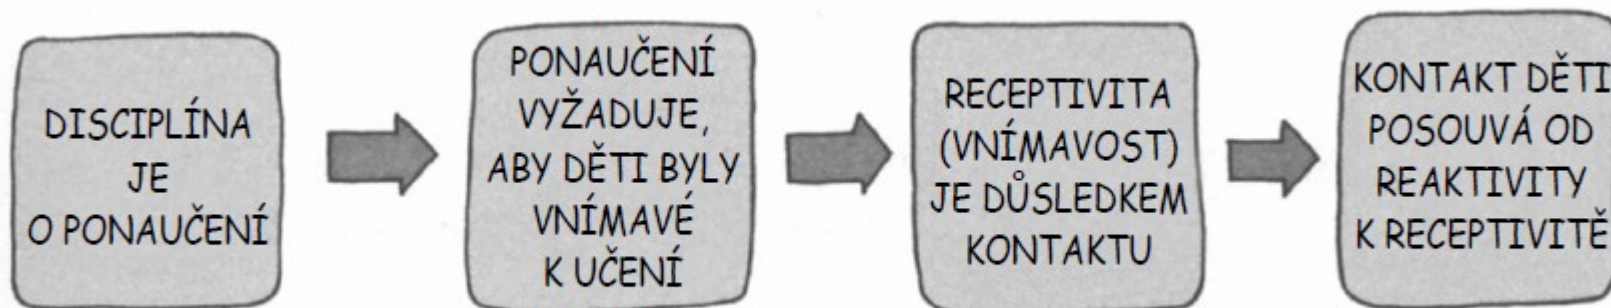 DISCIPLÍNA
JE
O PONAUČENÍ
PONAUČENÍ
VYŽADUJE,
ABY DĚTI BYLY
VNÍMAVÉ
K UČENÍ
RECEPTIVITA
(VNÍMAVOST)
JE DŮSLEDKEM
KONTAKTU
KONTAKT DĚTI
POSOUVÁ OD
REAKTIVITY
K RECEPTIVITĚ